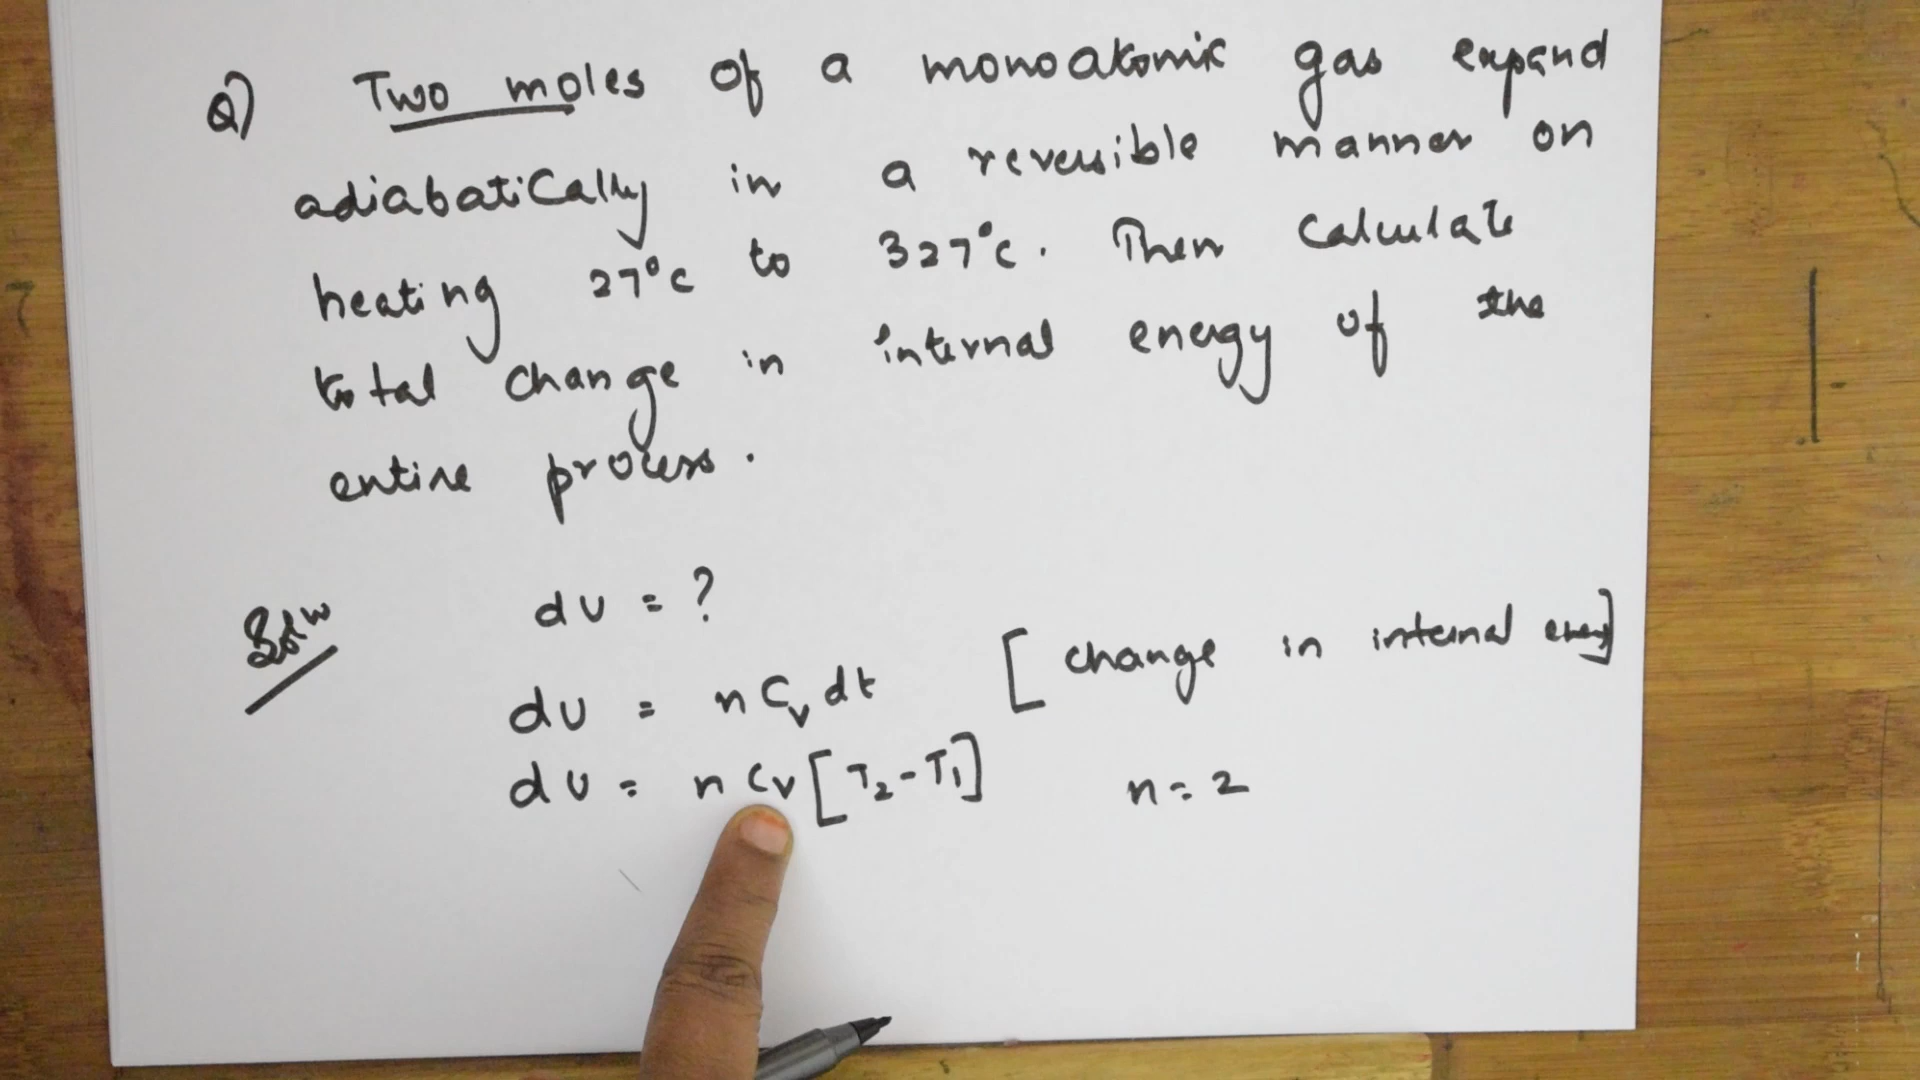 Q) Two moles of a monoatomic gas expand
adiabatically in a reversible manner on
heating 27°c to 327°c. Then calculate
total change in internal energy of the
entire process.
Soln
du = ?
du = nCv dt [change in internal energy]
du = nCv[T2-T1] n=2